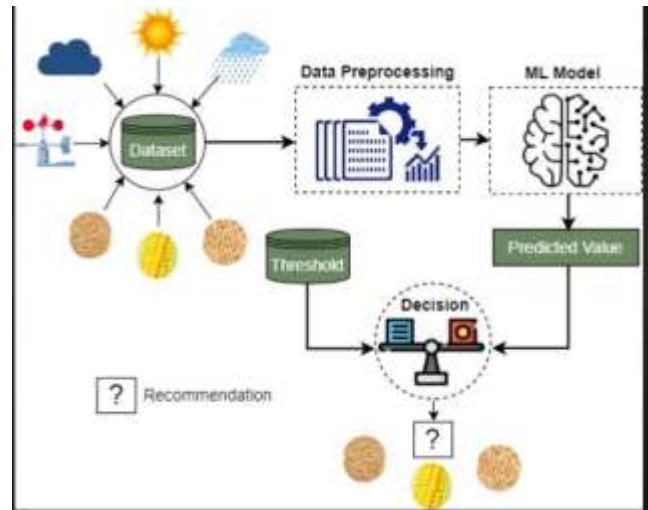 Data Preprocessing
ML Model
Dataset
Threshold
Predicted Value
Decision
? Recommendation
?